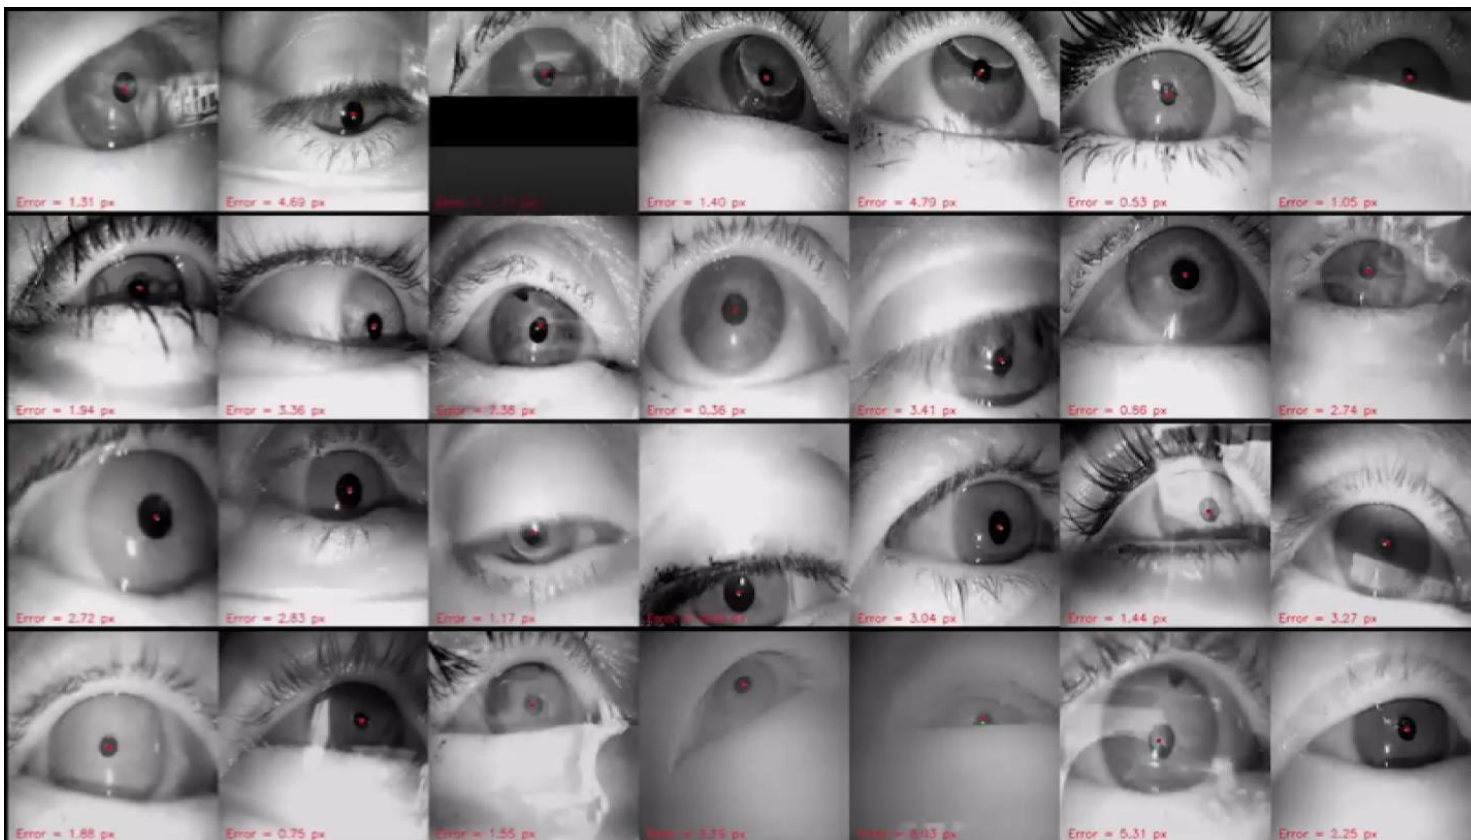 Error = 1.31 px
Error = 4.69 px
Error = 1.40 px
Error = 4.79 px
Error = 0.53 px
Error = 1.05 px
Error = 1.94 px
Error = 3.36 px
Error = 2.38 px
Error = 0.36 px
Error = 3.41 px
Error = 0.86 px
Error = 2.74 px
Error = 2.72 px
Error = 2.83 px
Error = 1.17 px
Error = 3.04 px
Error = 1.44 px
Error = 3.27 px
Error = 1.88 px
Error = 0.75 px
Error = 1.55 px
Error = 5.31 px
Error = 2.25 px